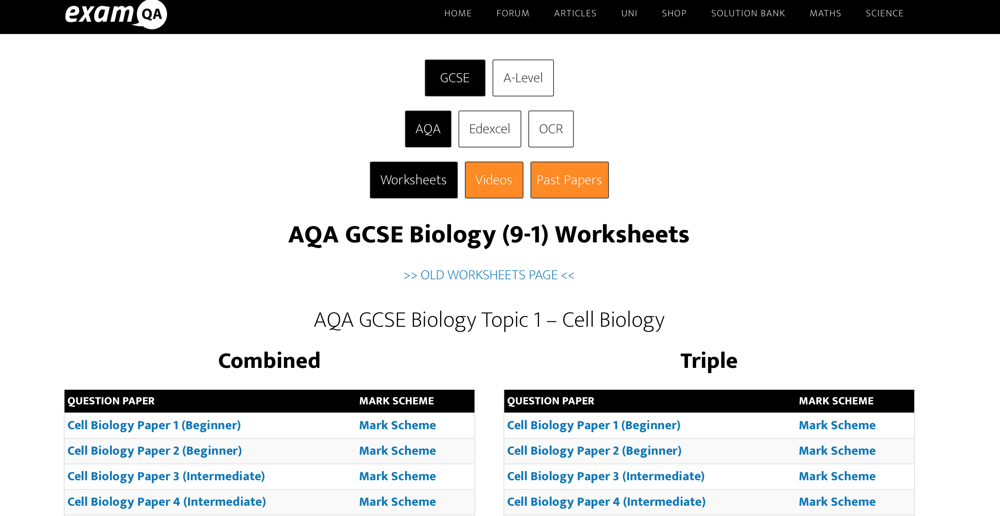 exam QA
HOME FORUM ARTICLES UNI SHOP SOLUTION BANK MATHS SCIENCE
GCSE A-Level
AQA Edexcel OCR
Worksheets Videos Past Papers
AQA GCSE Biology (9-1) Worksheets
>> OLD WORKSHEETS PAGE <<
AQA GCSE Biology Topic 1 – Cell Biology
Combined
QUESTION PAPER MARK SCHEME
Cell Biology Paper 1 (Beginner) Mark Scheme
Cell Biology Paper 2 (Beginner) Mark Scheme
Cell Biology Paper 3 (Intermediate) Mark Scheme
Cell Biology Paper 4 (Intermediate) Mark Scheme
Triple
QUESTION PAPER MARK SCHEME
Cell Biology Paper 1 (Beginner) Mark Scheme
Cell Biology Paper 2 (Beginner) Mark Scheme
Cell Biology Paper 3 (Intermediate) Mark Scheme
Cell Biology Paper 4 (Intermediate) Mark Scheme